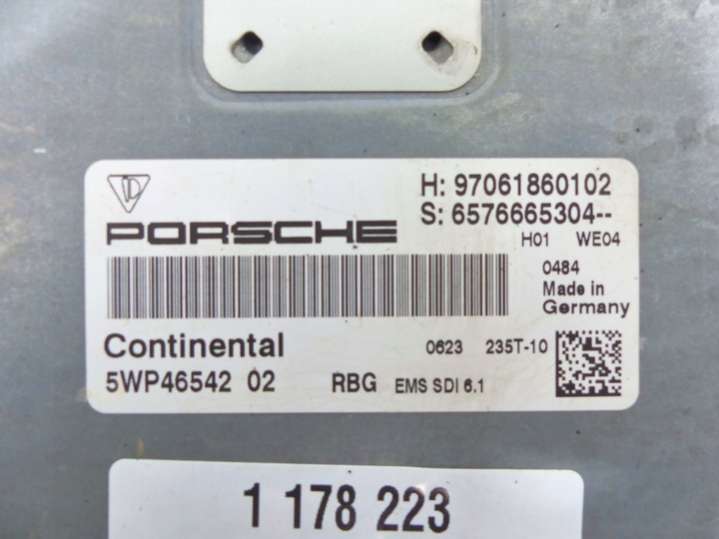 H: 97061860102
PORSCHE
S: 6576665304--
H01 WE04
0484
Made in
Germany
Continental
0623 235T-10
5WP46542 02 RBG EMS SDI 6.1
1 178 223